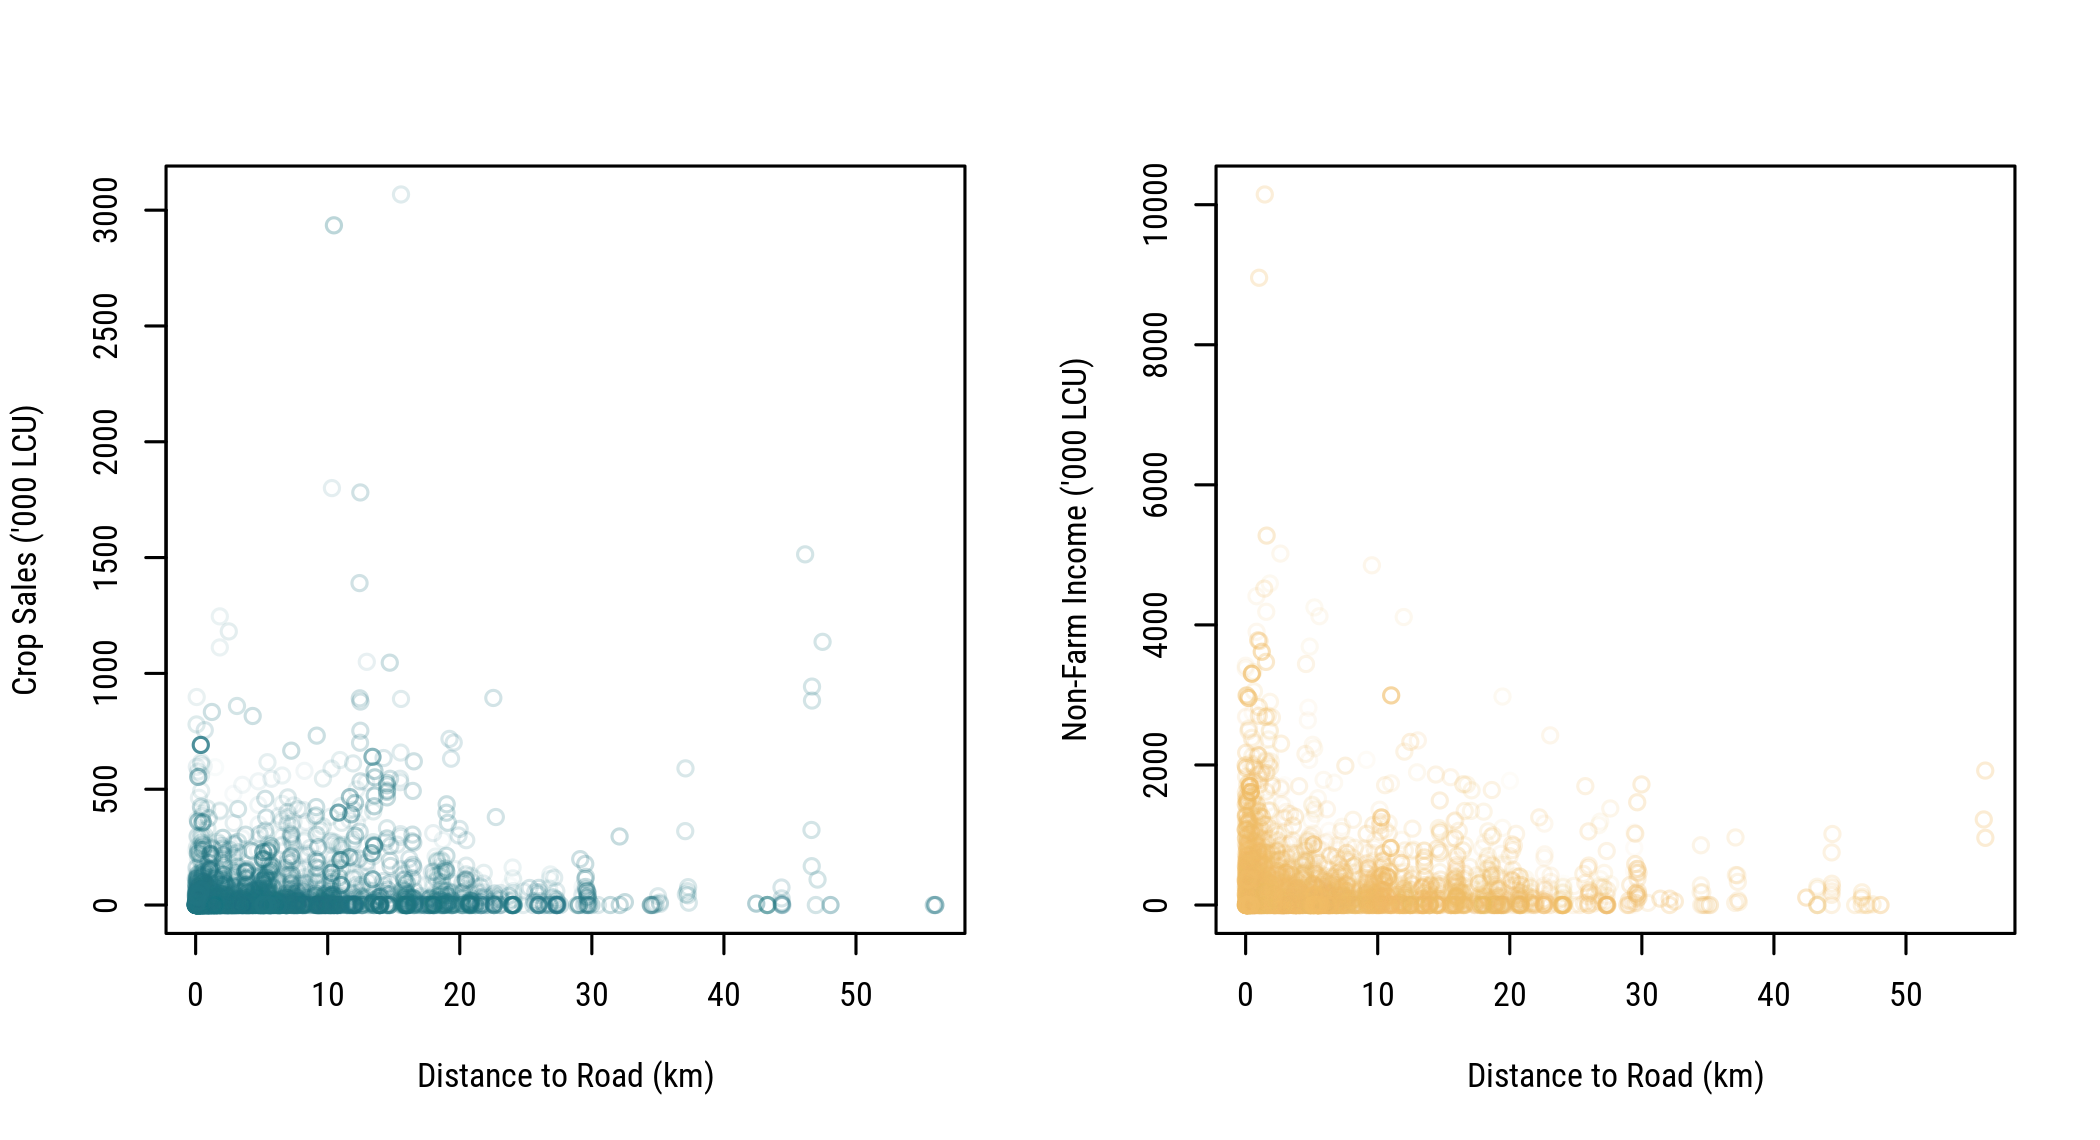 Crop Sales ('000 LCU)
3000
2500
2000
1500
1000
500
0
0 10 20 30 40 50
Distance to Road (km)
Non-Farm Income ('000 LCU)
10000
8000
6000
4000
2000
0
0 10 20 30 40 50
Distance to Road (km)